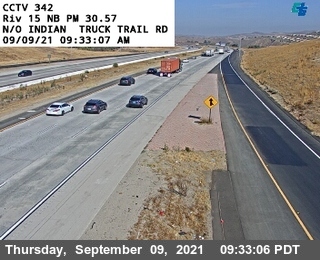 CCTV 342
Riv 15 NB PM 30.57
N/O INDIAN TRUCK TRAIL RD
09/09/21 09:33:07 AM
Thursday, September 09, 2021 09:33:06 PDT